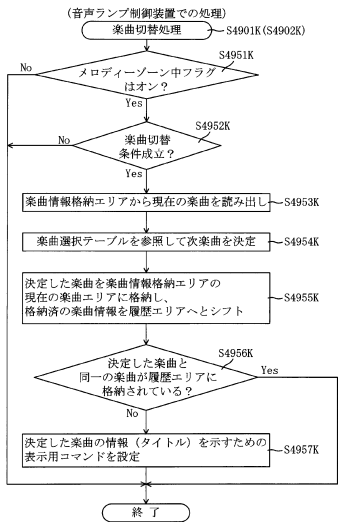 (音声ランプ制御装置での処理)
楽曲切替処理
S4901K(S4902K)
S4951K
No
メロディーゾーン中フラグ
はオン?
Yes
S4952K
No
楽曲切替
条件成立?
Yes
楽曲情報格納エリアから現在の楽曲を読み出し
S4953K
楽曲選択テーブルを参照して次楽曲を決定
S4954K
決定した楽曲を楽曲情報格納エリアの
現在の楽曲エリアに格納し、
格納済の楽曲情報を履歴エリアへとシフト
S4955K
S4956K
決定した楽曲と
同一の楽曲が履歴エリアに
格納されている?
Yes
No
決定した楽曲の情報(タイトル)を示すための
表示用コマンドを設定
S4957K
終了